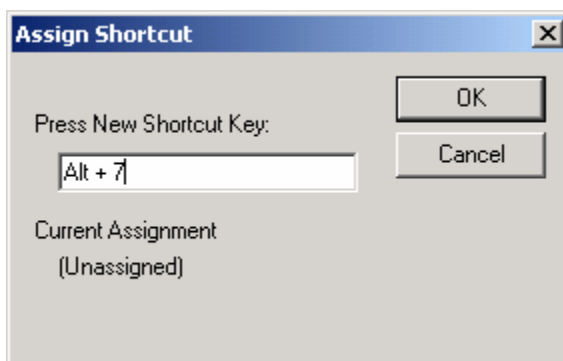 Assign Shortcut
OK
Press New Shortcut Key:
Cancel
Alt + 7
Current Assignment
(Unassigned)